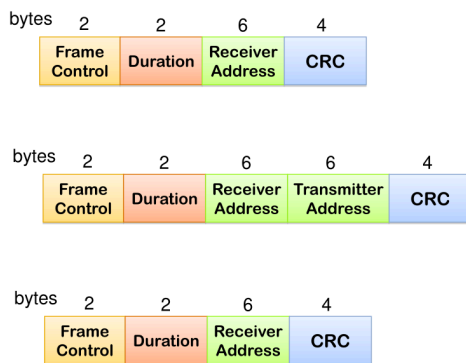 bytes 2 2 6 4
Frame Control Duration Receiver Address CRC
bytes 2 2 6 6 4
Frame Control Duration Receiver Address Transmitter Address CRC
bytes 2 2 6 4
Frame Control Duration Receiver Address CRC